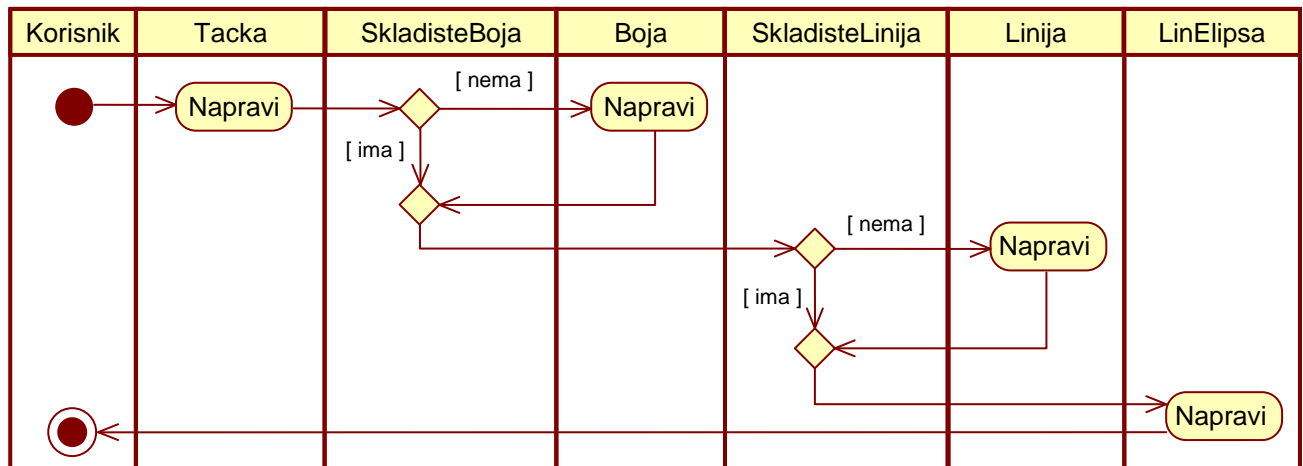 Korisnik
Tacka
SkladisteBoja
Boja
SkladisteLinija
Linija
LinElipsa
Napravi
[ nema ]
Napravi
[ ima ]
[ nema ]
Napravi
[ ima ]
Napravi